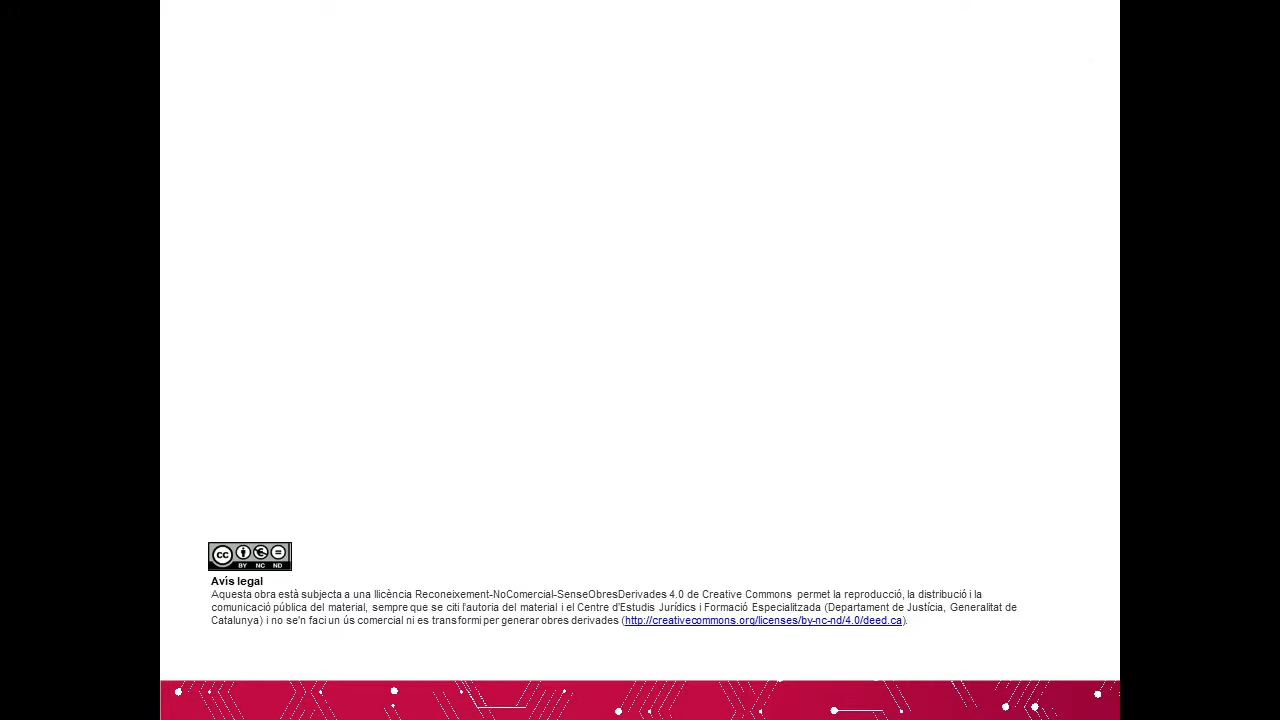 cc BY NC ND
Avís legal
Aquesta obra està subjecta a una llicència Reconeixement-NoComercial-SenseObresDerivades 4.0 de Creative Commons permet la reproducció, la distribució i la
comunicació pública del material, sempre que se citi l'autoria del material i el Centre d'Estudis Jurídics i Formació Especialitzada (Departament de Justícia, Generalitat de
Catalunya) i no se'n faci un ús comercial ni es transformi per generar obres derivades (http://creativecommons.org/licenses/by-nc-nd/4.0/deed.ca).